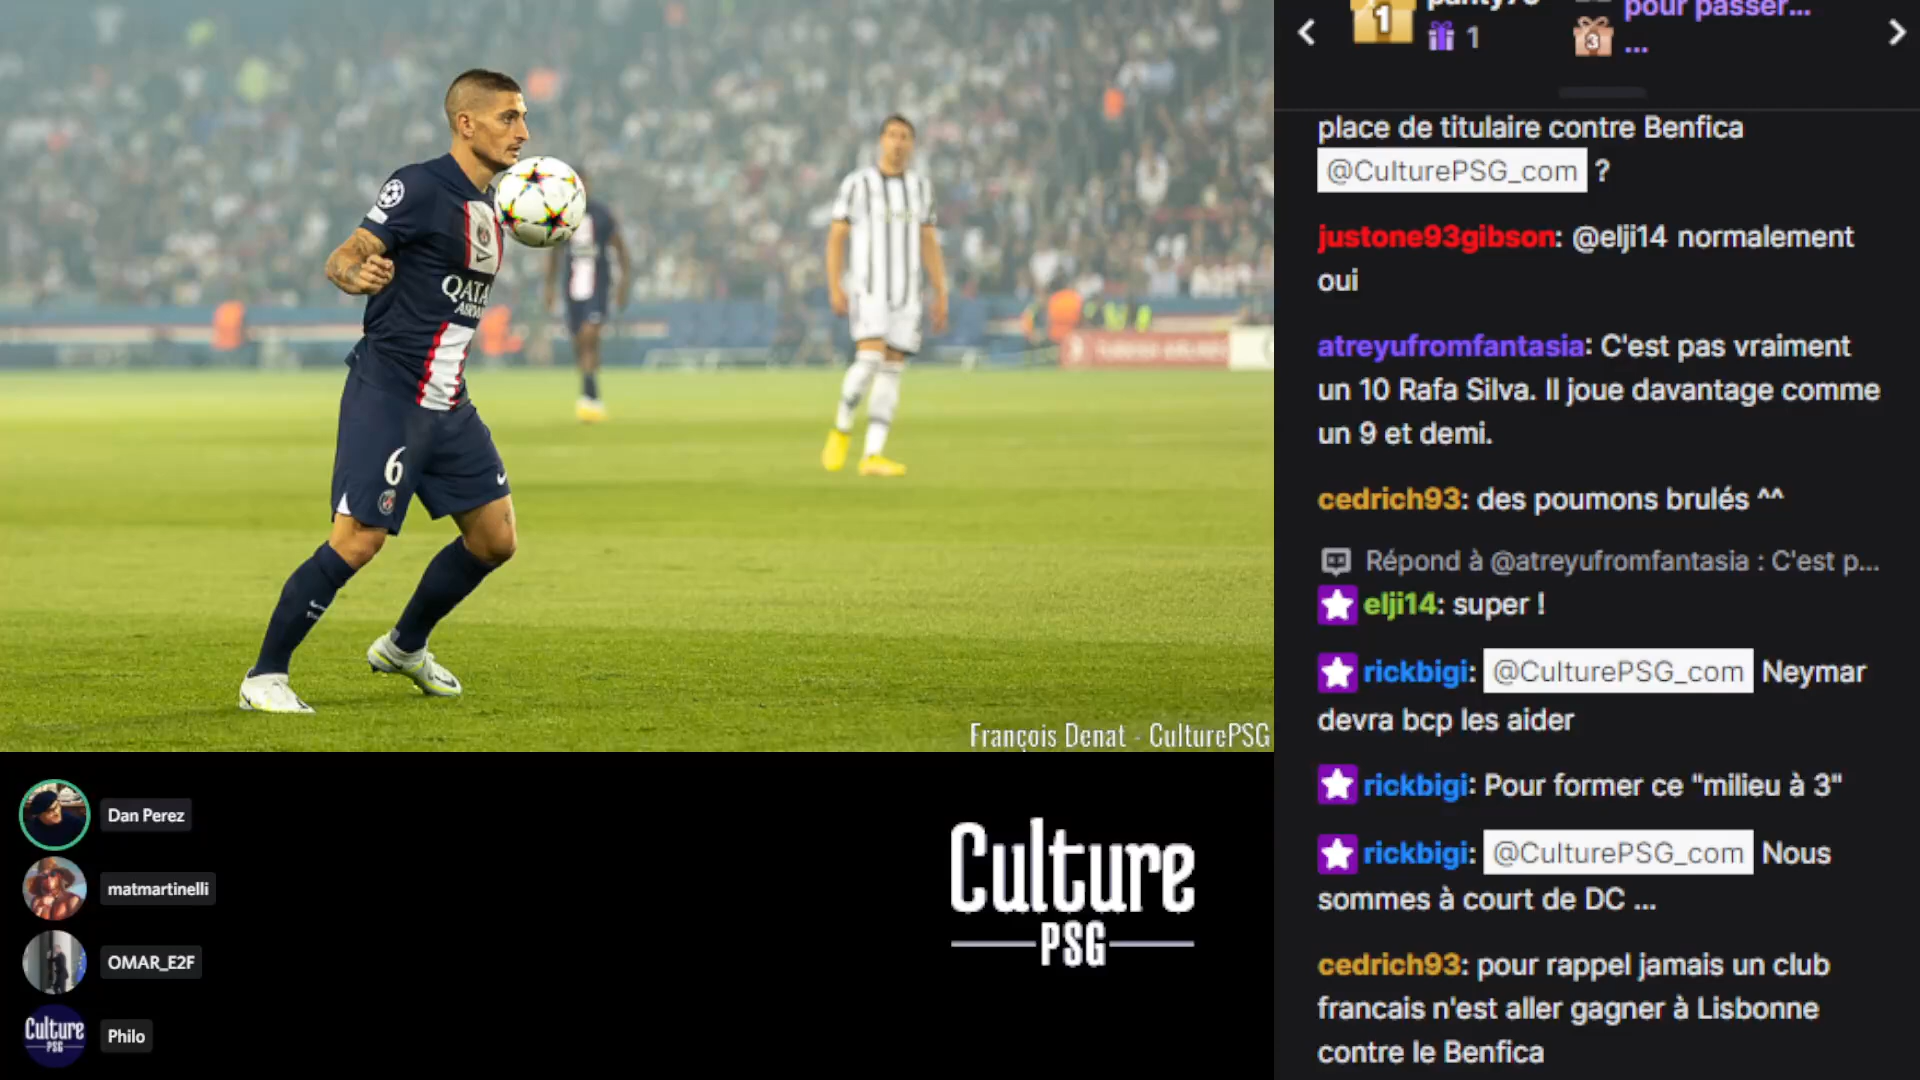 QATAR
AIRWAYS
6
François Denat - CulturePSG
Dan Perez
matmartinelli
OMAR_E2F
Culture
PSG
Philo
Culture
PSG
1
1
pour passer...
3
...
place de titulaire contre Benfica
@CulturePSG_com ?
justone93gibson: @elji14 normalement
oui
atreyufromfantasia: C'est pas vraiment
un 10 Rafa Silva. Il joue davantage comme
un 9 et demi.
cedrich93: des poumons brulés ^^
Répond à @atreyufromfantasia : C'est p...
elji14: super !
rickbigi: @CulturePSG_com Neymar
devra bcp les aider
rickbigi: Pour former ce "milieu à 3"
rickbigi: @CulturePSG_com Nous
sommes à court de DC ...
cedrich93: pour rappel jamais un club
francais n'est aller gagner à Lisbonne
contre le Benfica